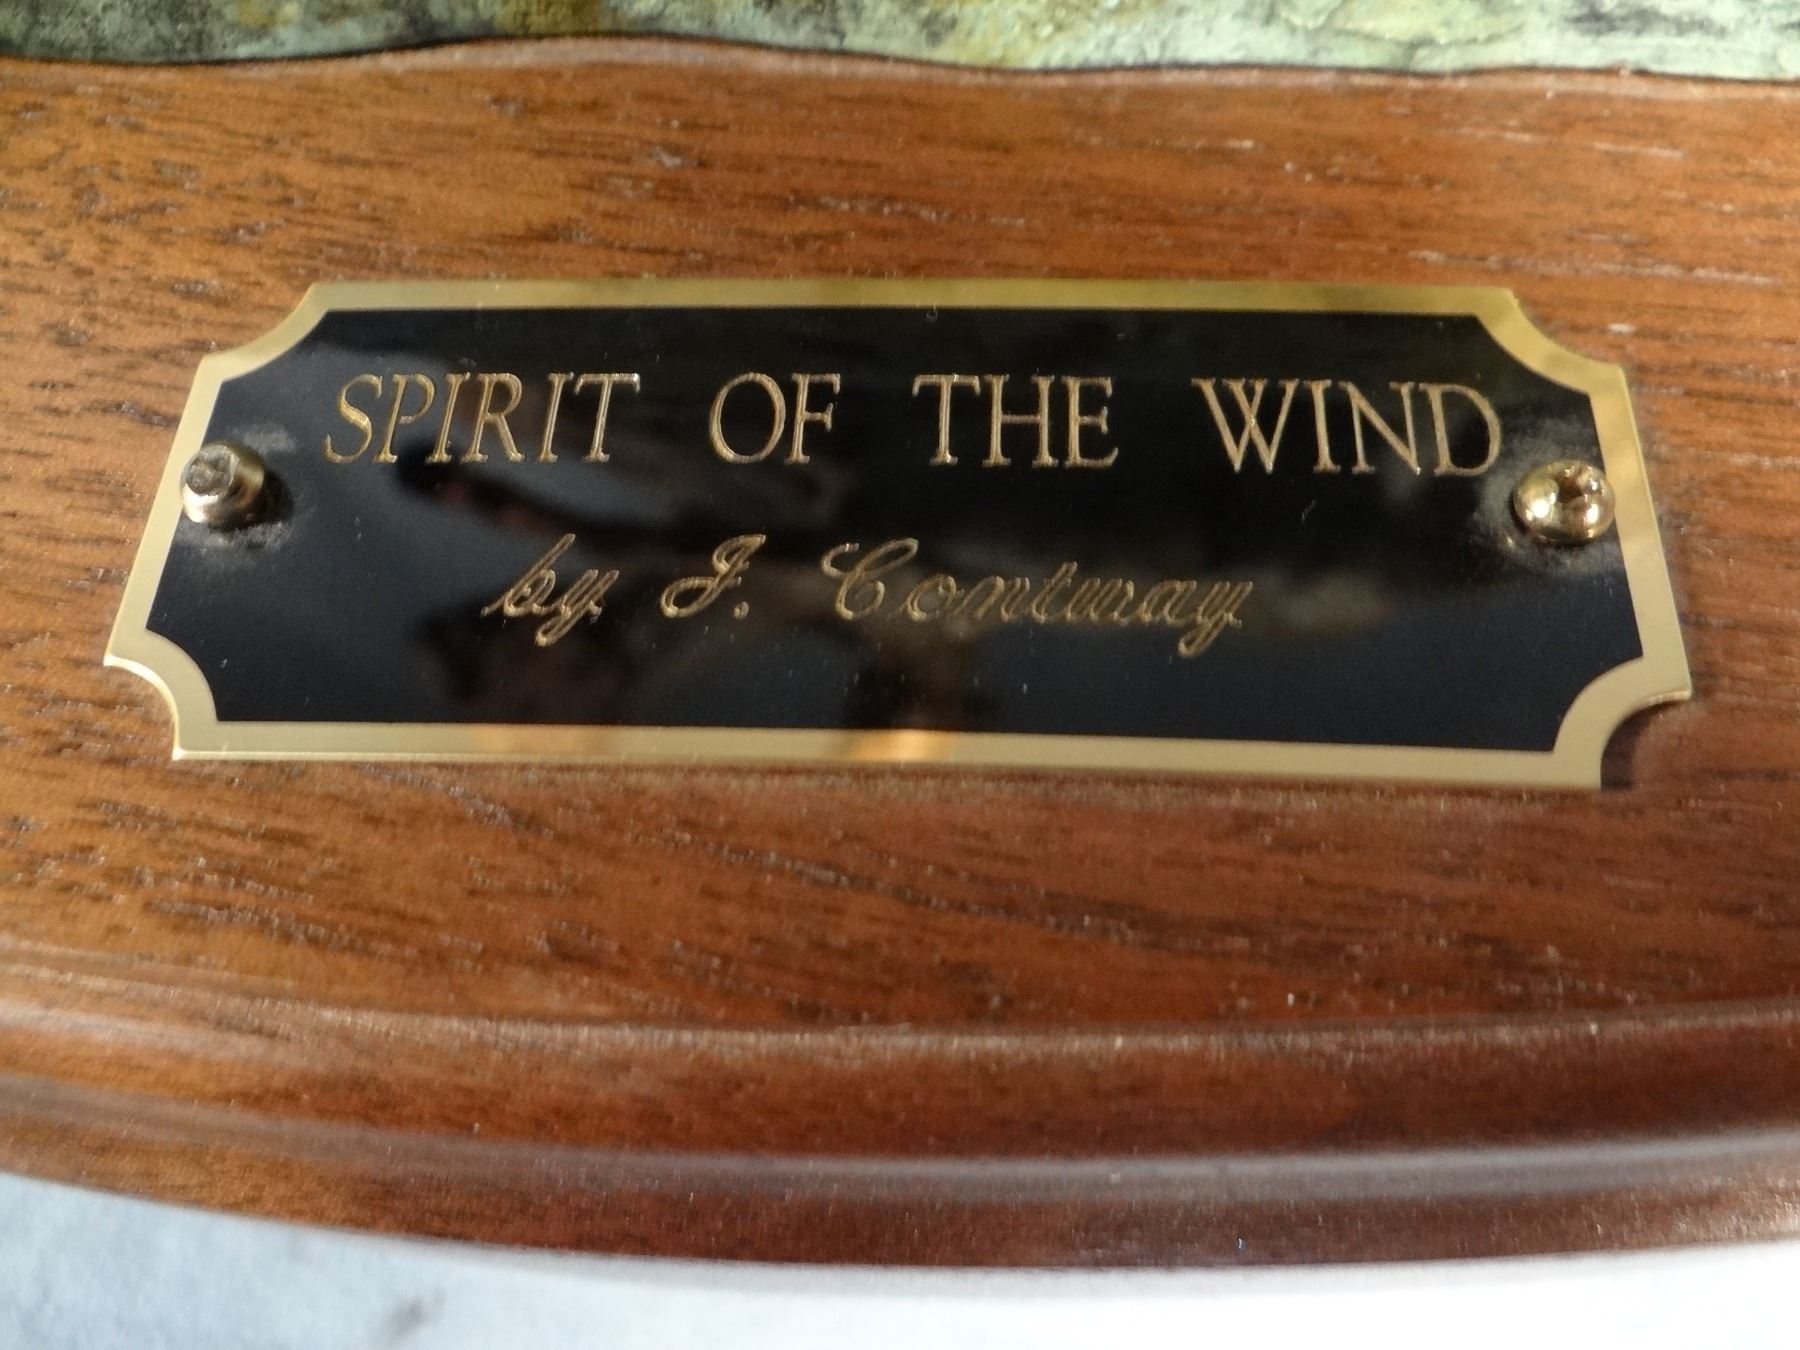 SPIRIT OF THE WIND
by J. Contway